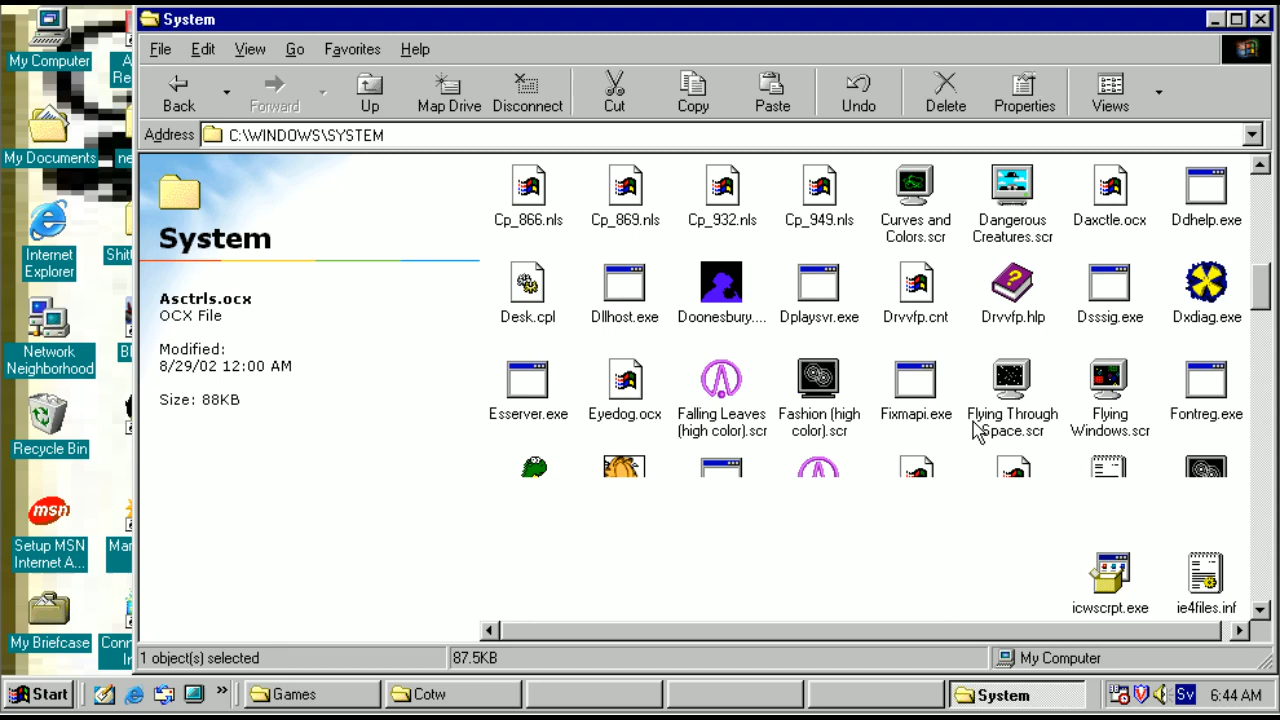 System
File Edit View Go Favorites Help
Back Forward Up Map Drive Disconnect Cut Copy Paste Undo Delete Properties Views
Address C:\WINDOWS\SYSTEM
My Computer
My Documents
Internet
Explorer
Network
Neighborhood
Recycle Bin
msn
Setup MSN
Internet A...
My Briefcase
System
Asctrls.ocx
OCX File
Modified:
8/29/02 12:00 AM
Size: 88KB
Cp_866.nls Cp_869.nls Cp_932.nls Cp_949.nls Curves and Dangerous Daxctle.ocx Ddhelp.exe
Colors.scr Creatures.scr
Desk.cpl Dllhost.exe Doonesbury.... Dplaysvr.exe Drvvfp.cnt Drvvfp.hlp Dsssig.exe Dxdiag.exe
Esserver.exe Eyedog.ocx Falling Leaves Fashion (high Fixmapi.exe Flying Through Flying Fontreg.exe
(high color).scr color).scr Space.scr Windows.scr
icwscrpt.exe ie4files.inf
1 object(s) selected 87.5KB My Computer
Start » Games Cotw System Sv 6:44 AM